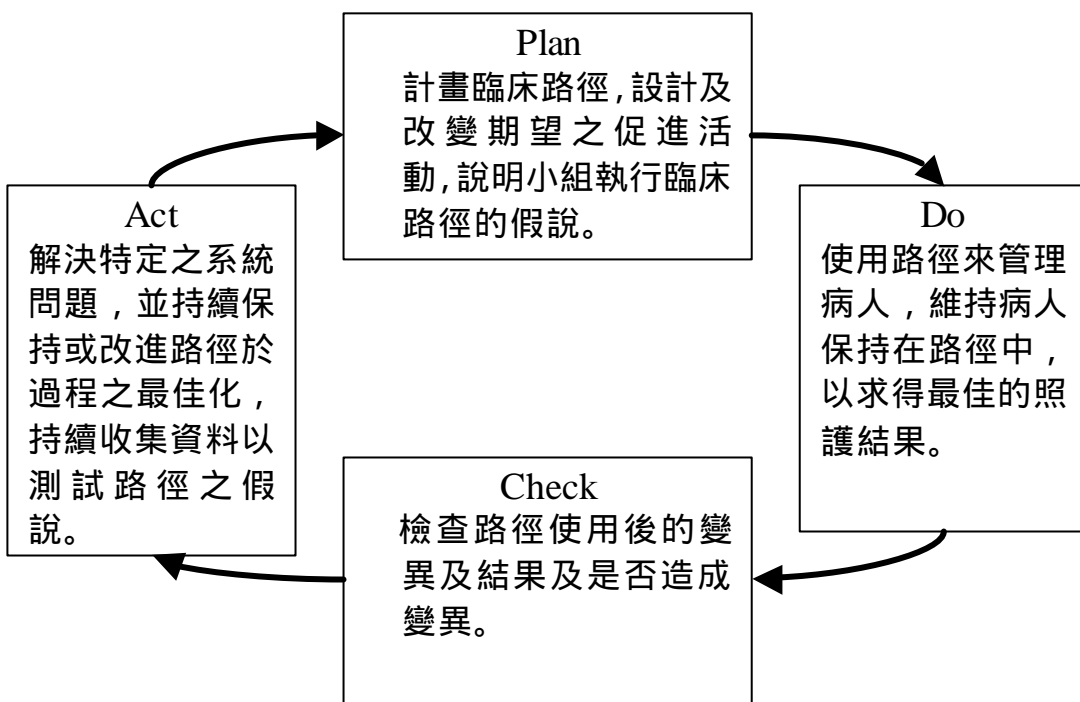 Plan
計畫臨床路徑,設計及
改變期望之促進活
動,說明小組執行臨床
路徑的假說。
Do
使用路徑來管理
病人，維持病人
保持在路徑中，
以求得最佳的照
護結果。
Check
檢查路徑使用後的變
異及結果及是否造成
變異。
Act
解決特定之系統
問題，並持續保
持或改進路徑於
過程之最佳化，
持續收集資料以
測試路徑之假
說。